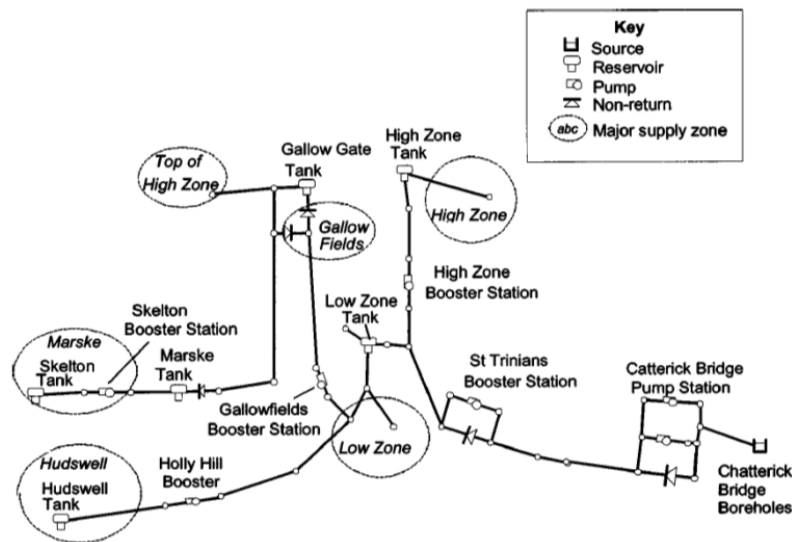 Key
Source
Reservoir
Pump
Non-return
abc Major supply zone
High Zone
Tank
Gallow Gate
Tank
Top of
High Zone
High Zone
Gallow
Fields
High Zone
Booster Station
Skelton
Booster Station
Low Zone
Tank
Marske
Marske
Tank
Skelton
Tank
St Trinians
Booster Station
Catterick Bridge
Pump Station
Gallowfields
Booster Station
Low Zone
Hudswell
Hudswell
Tank
Holly Hill
Booster
Chatterick
Bridge
Boreholes